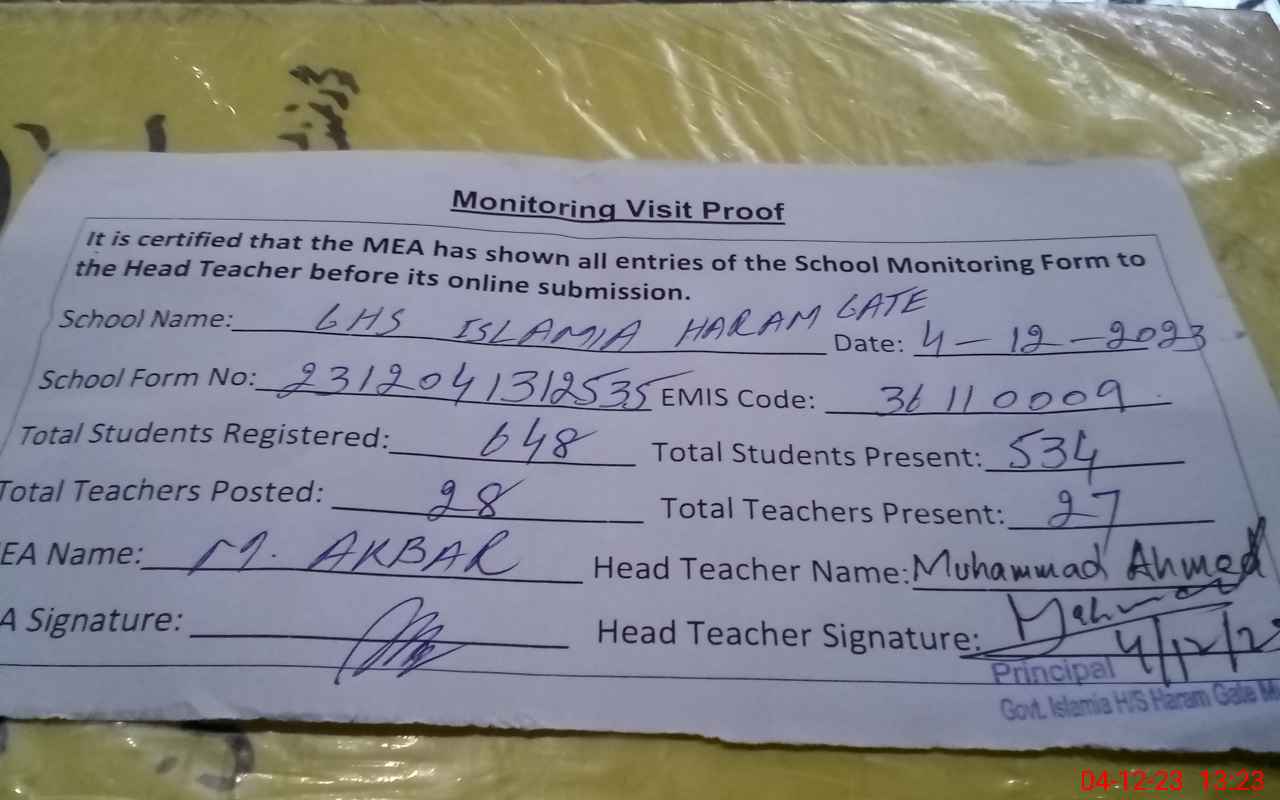 Monitoring Visit Proof
It is certified that the MEA has shown all entries of the School Monitoring Form to
the Head Teacher before its online submission.
School Name: GHS ISLAMIA HARAM GATE Date: 4-12-2023
School Form No: 2312041312535 EMIS Code: 36110009
Total Students Registered: 648 Total Students Present: 534
Total Teachers Posted: 28 Total Teachers Present: 27
EA Name: M. AKBAR Head Teacher Name: Muhammad Ahmed
A Signature: Head Teacher Signature:
4/12/23
Principal
Govt. Islamia H/S Haram Gate M
04-12-23 13:23